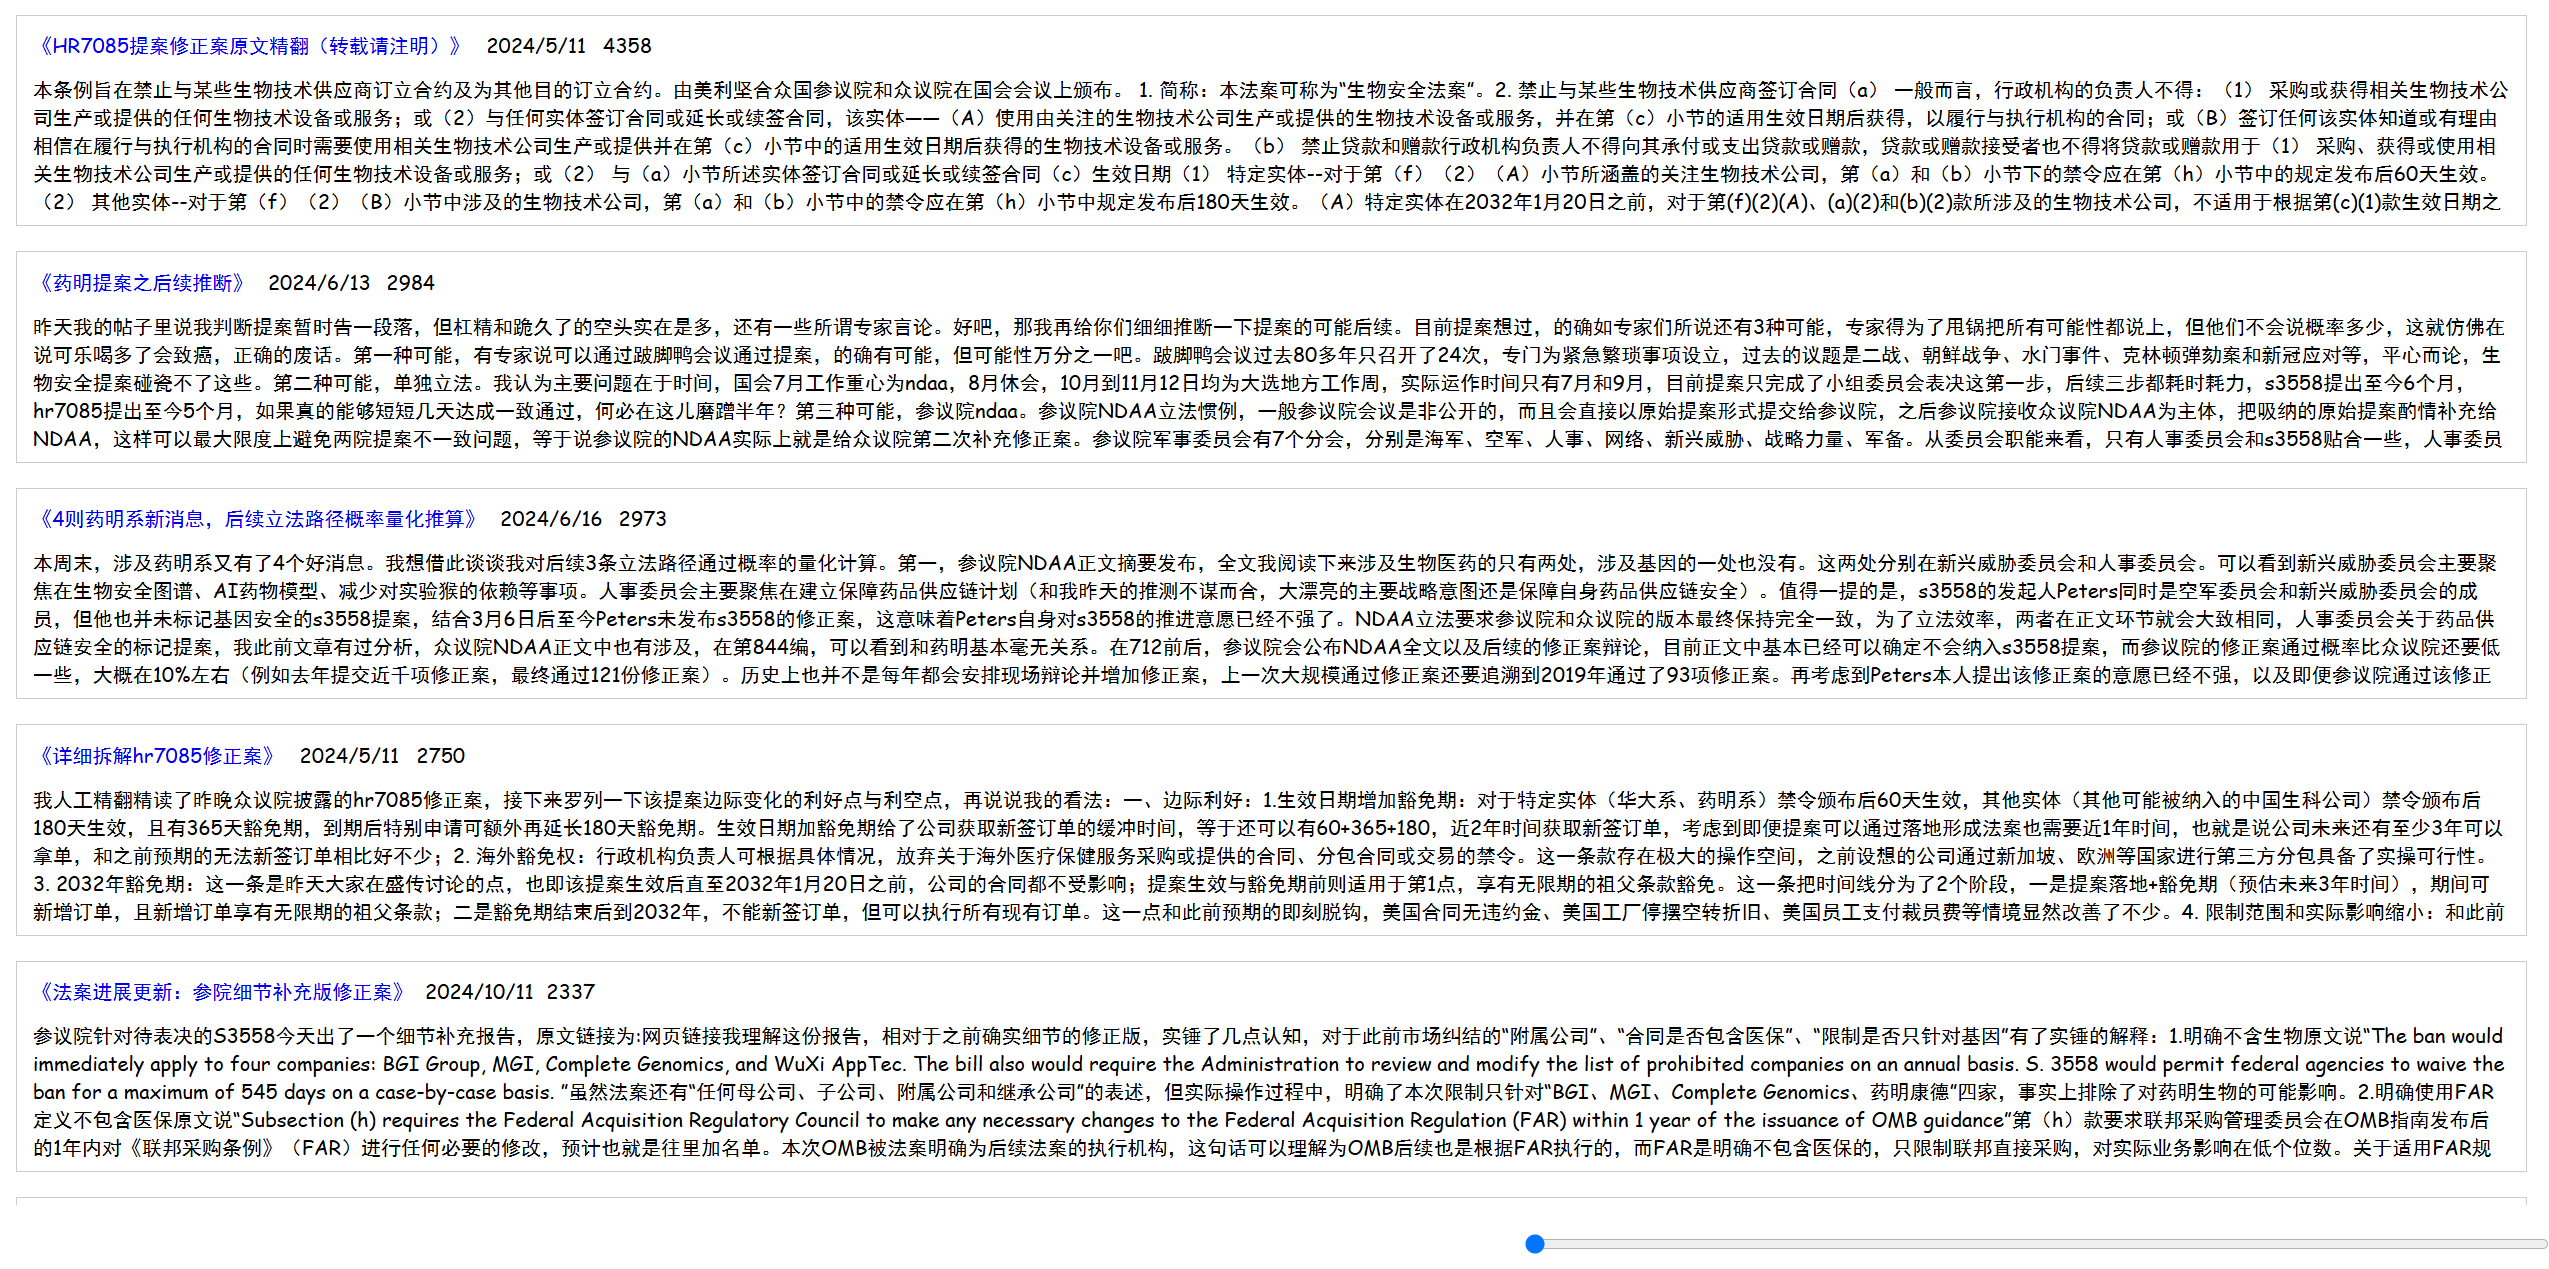 《HR7085提案修正案原文精翻（转载请注明）》 2024/5/11 4358
本条例旨在禁止与某些生物技术供应商订立合约及为其他目的订立合约。由美利坚合众国参议院和众议院在国会会议上颁布。 1. 简称：本法案可称为“生物安全法案”。2. 禁止与某些生物技术供应商签订合同（a） 一般而言，行政机构的负责人不得：（1） 采购或获得相关生物技术公
司生产或提供的任何生物技术设备或服务；或（2）与任何实体签订合同或延长或续签合同，该实体——（A）使用由关注的生物技术公司生产或提供的生物技术设备或服务，并在第（c）小节的适用生效日期后获得，以履行与执行机构的合同；或（B）签订任何该实体知道或有理由
相信在履行与执行机构的合同时需要使用相关生物技术公司生产或提供并在第（c）小节中的适用生效日期后获得的生物技术设备或服务。（b） 禁止贷款和赠款行政机构负责人不得向其承付或支出贷款或赠款，贷款或赠款接受者也不得将贷款或赠款用于（1） 采购、获得或使用相
关生物技术公司生产或提供的任何生物技术设备或服务；或（2） 与（a）小节所述实体签订合同或延长或续签合同（c）生效日期（1） 特定实体--对于第（f）（2）（A）小节所涵盖的关注生物技术公司，第（a）和（b）小节下的禁令应在第（h）小节中的规定发布后60天生效。
（2） 其他实体--对于第（f）（2）（B）小节中涉及的生物技术公司，第（a）和（b）小节中的禁令应在第（h）小节中规定发布后180天生效。（A）特定实体在2032年1月20日之前，对于第(f)(2)(A)、(a)(2)和(b)(2)款所涉及的生物技术公司，不适用于根据第(c)(1)款生效日期之
《药明提案之后续推断》 2024/6/13 2984
昨天我的帖子里说我判断提案暂时告一段落，但杠精和跪久了的空头实在是多，还有一些所谓专家言论。好吧，那我再给你们细细推断一下提案的可能后续。目前提案想过，的确如专家们所说还有3种可能，专家得为了甩锅把所有可能性都说上，但他们不会说概率多少，这就仿佛在
说可乐喝多了会致癌，正确的废话。第一种可能，有专家说可以通过跛脚鸭会议通过提案，的确有可能，但可能性万分之一吧。跛脚鸭会议过去80多年只召开了24次，专门为紧急繁琐事项设立，过去的议题是二战、朝鲜战争、水门事件、克林顿弹劾案和新冠应对等，平心而论，生
物安全提案碰瓷不了这些。第二种可能，单独立法。我认为主要问题在于时间，国会7月工作重心为ndaa，8月休会，10月到11月12日均为大选地方工作周，实际运作时间只有7月和9月，目前提案只完成了小组委员会表决这第一步，后续三步都耗时耗力，s3558提出至今6个月，
hr7085提出至今5个月，如果真的能够短短几天达成一致通过，何必在这儿磨蹭半年？第三种可能，参议院ndaa。参议院NDAA立法惯例，一般参议院会议是非公开的，而且会直接以原始提案形式提交给参议院，之后参议院接收众议院NDAA为主体，把吸纳的原始提案酌情补充给
NDAA，这样可以最大限度上避免两院提案不一致问题，等于说参议院的NDAA实际上就是给众议院第二次补充修正案。参议院军事委员会有7个分会，分别是海军、空军、人事、网络、新兴威胁、战略力量、军备。从委员会职能来看，只有人事委员会和s3558贴合一些，人事委员
《4则药明系新消息，后续立法路径概率量化推算》 2024/6/16 2973
本周末，涉及药明系又有了4个好消息。我想借此谈谈我对后续3条立法路径通过概率的量化计算。第一，参议院NDAA正文摘要发布，全文我阅读下来涉及生物医药的只有两处，涉及基因的一处也没有。这两处分别在新兴威胁委员会和人事委员会。可以看到新兴威胁委员会主要聚
焦在生物安全图谱、AI药物模型、减少对实验猴的依赖等事项。人事委员会主要聚焦在建立保障药品供应链计划（和我昨天的推测不谋而合，大漂亮的主要战略意图还是保障自身药品供应链安全）。值得一提的是，s3558的发起人Peters同时是空军委员会和新兴威胁委员会的成
员，但他也并未标记基因安全的s3558提案，结合3月6日后至今Peters未发布s3558的修正案，这意味着Peters自身对s3558的推进意愿已经不强了。NDAA立法要求参议院和众议院的版本最终保持完全一致，为了立法效率，两者在正文环节就会大致相同，人事委员会关于药品供
应链安全的标记提案，我此前文章有过分析，众议院NDAA正文中也有涉及，在第844编，可以看到和药明基本毫无关系。在712前后，参议院会公布NDAA全文以及后续的修正案辩论，目前正文中基本已经可以确定不会纳入s3558提案，而参议院的修正案通过概率比众议院还要低
一些，大概在10%左右（例如去年提交近千项修正案，最终通过121份修正案）。历史上也并不是每年都会安排现场辩论并增加修正案，上一次大规模通过修正案还要追溯到2019年通过了93项修正案。再考虑到Peters本人提出该修正案的意愿已经不强，以及即便参议院通过该修正
《详细拆解hr7085修正案》 2024/5/11 2750
我人工精翻精读了昨晚众议院披露的hr7085修正案，接下来罗列一下该提案边际变化的利好点与利空点，再说说我的看法：一、边际利好：1.生效日期增加豁免期：对于特定实体（华大系、药明系）禁令颁布后60天生效，其他实体（其他可能被纳入的中国生科公司）禁令颁布后
180天生效，且有365天豁免期，到期后特别申请可额外再延长180天豁免期。生效日期加豁免期给了公司获取新签订单的缓冲时间，等于还可以有60+365+180，近2年时间获取新签订单，考虑到即便提案可以通过落地形成法案也需要近1年时间，也就是说公司未来还有至少3年可以
拿单，和之前预期的无法新签订单相比好不少；2. 海外豁免权：行政机构负责人可根据具体情况，放弃关于海外医疗保健服务采购或提供的合同、分包合同或交易的禁令。这一条款存在极大的操作空间，之前设想的公司通过新加坡、欧洲等国家进行第三方分包具备了实操可行性。
3. 2032年豁免期：这一条是昨天大家在盛传讨论的点，也即该提案生效后直至2032年1月20日之前，公司的合同都不受影响；提案生效与豁免期前则适用于第1点，享有无限期的祖父条款豁免。这一条把时间线分为了2个阶段，一是提案落地+豁免期（预估未来3年时间），期间可
新增订单，且新增订单享有无限期的祖父条款；二是豁免期结束后到2032年，不能新签订单，但可以执行所有现有订单。这一点和此前预期的即刻脱钩，美国合同无违约金、美国工厂停摆空转折旧、美国员工支付裁员费等情境显然改善了不少。4. 限制范围和实际影响缩小：和此前
《法案进展更新：参院细节补充版修正案》 2024/10/11 2337
参议院针对待表决的S3558今天出了一个细节补充报告，原文链接为:网页链接我理解这份报告，相对于之前确实细节的修正版，实锤了几点认知，对于此前市场纠结的“附属公司”、“合同是否包含医保”、“限制是否只针对基因”有了实锤的解释：1.明确不含生物原文说“The ban would
immediately apply to four companies: BGI Group, MGI, Complete Genomics, and WuXi AppTec. The bill also would require the Administration to review and modify the list of prohibited companies on an annual basis. S. 3558 would permit federal agencies to waive the
ban for a maximum of 545 days on a case-by-case basis. ”虽然法案还有“任何母公司、子公司、附属公司和继承公司”的表述，但实际操作过程中，明确了本次限制只针对“BGI、MGI、Complete Genomics、药明康德”四家，事实上排除了对药明生物的可能影响。2.明确使用FAR
定义不包含医保原文说“Subsection (h) requires the Federal Acquisition Regulatory Council to make any necessary changes to the Federal Acquisition Regulation (FAR) within 1 year of the issuance of OMB guidance”第（h）款要求联邦采购管理委员会在OMB指南发布后
的1年内对《联邦采购条例》（FAR）进行任何必要的修改，预计也就是往里加名单。本次OMB被法案明确为后续法案的执行机构，这句话可以理解为OMB后续也是根据FAR执行的，而FAR是明确不包含医保的，只限制联邦直接采购，对实际业务影响在低个位数。关于适用FAR规